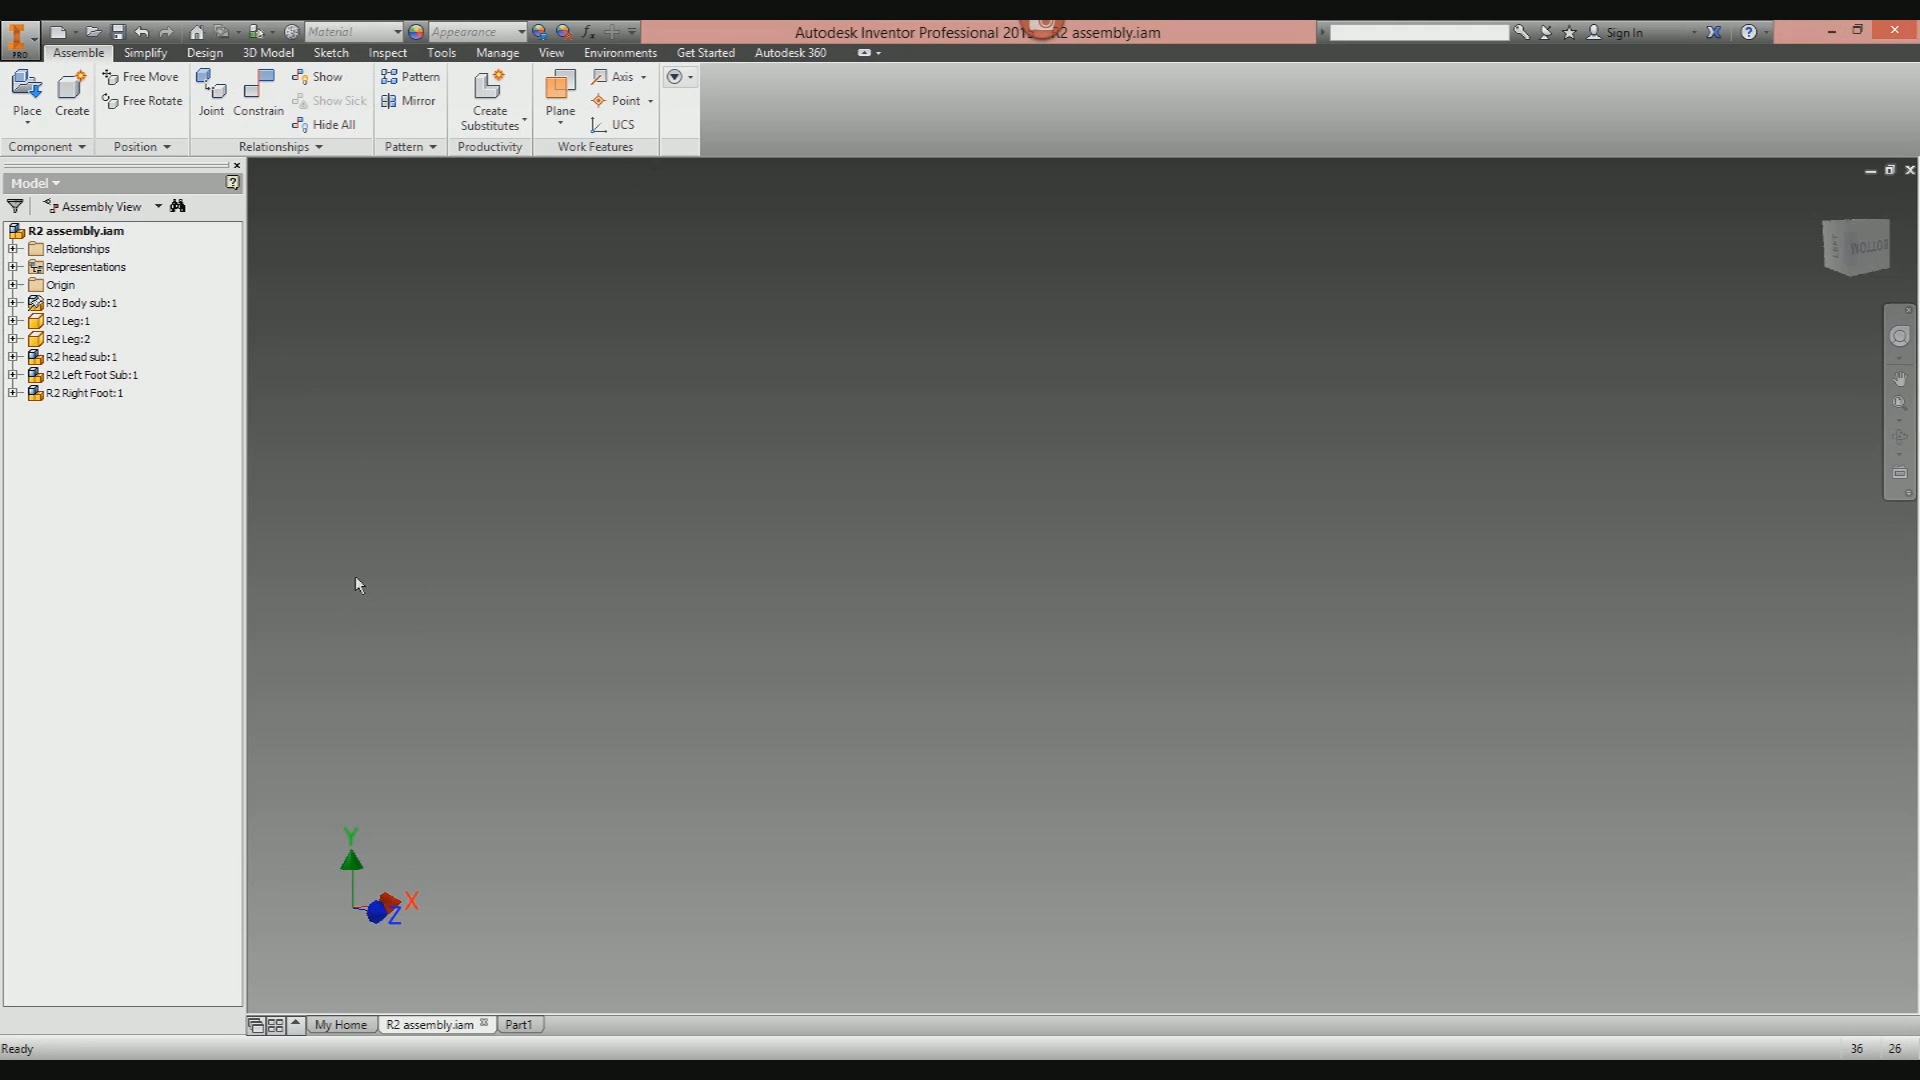 Material
Appearance
Autodesk Inventor Professional 201 R2 assembly.iam
Sign In
PRO
Assemble Simplify Design 3D Model Sketch Inspect Tools Manage View Environments Get Started Autodesk 360
Place
Create
Free Move
Free Rotate
Joint
Constrain
Show
Show Sick
Hide All
Pattern
Mirror
Create Substitutes
Plane
Axis
Point
UCS
Component
Position
Relationships
Pattern
Productivity
Work Features
Model
Assembly View
R2 assembly.iam
Relationships
Representations
Origin
R2 Body sub:1
R2 Leg:1
R2 Leg:2
R2 head sub:1
R2 Left Foot Sub:1
R2 Right Foot:1
LEFT
BOTTOM
Y
X
Z
My Home
R2 assembly.iam
Part1
Ready
36 26